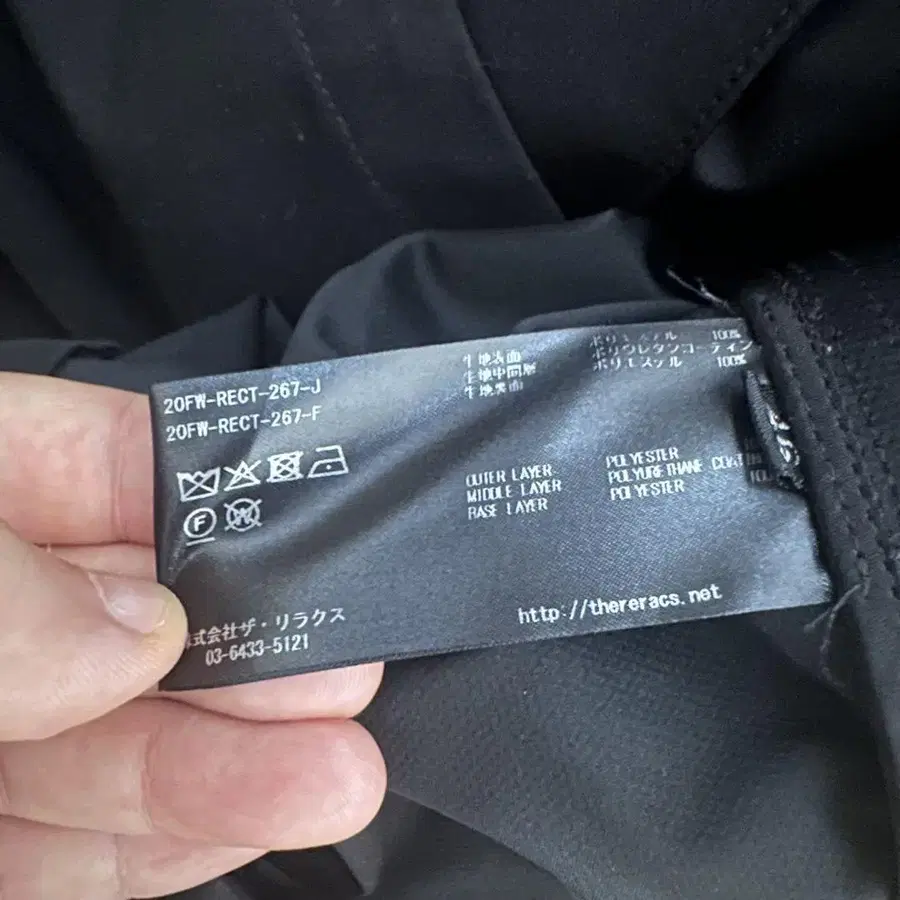 20FW-RECT-267-J
20FW-RECT-267-F
生地表面 ポリエステル 100%
生地中間層 ポリウレタンコーティン
生地裏面 ポリエステル 100%
OUTER LAYER POLYESTER
MIDDLE LAYER POLYURETHANE
BASE LAYER POLYESTER
F
W
式会社ザ・リラクス
03-6433-5121
http://thereracs.net